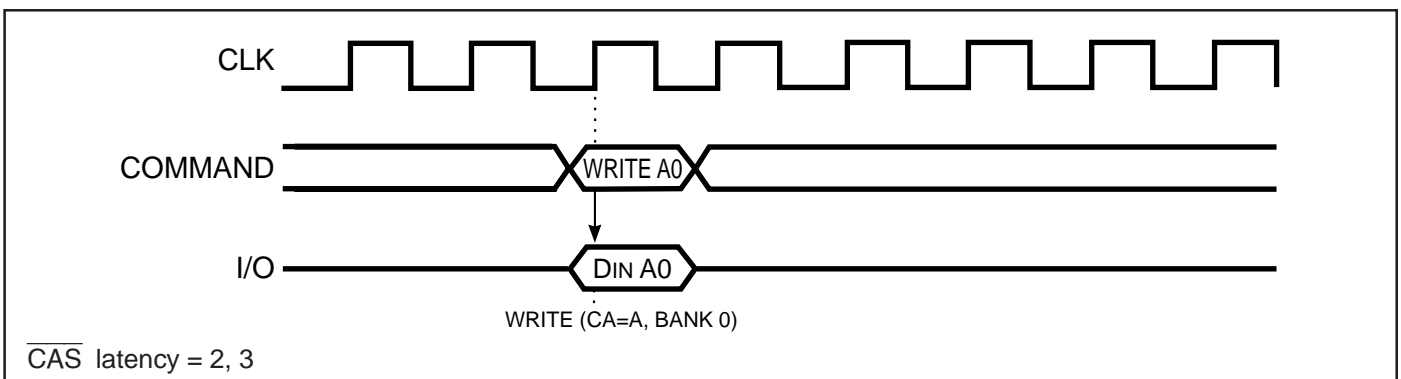 CLK
COMMAND
WRITE A0
I/O
DIN A0
WRITE (CA=A, BANK 0)
CAS latency = 2, 3